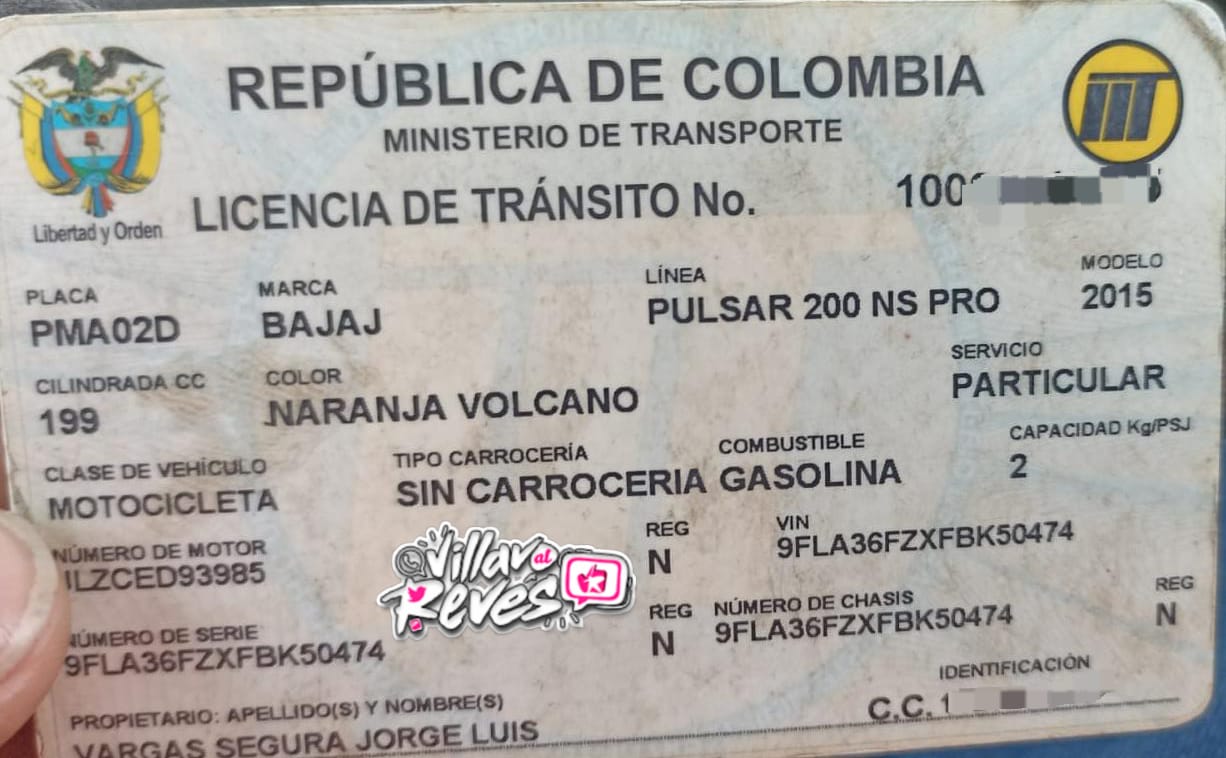 REPÚBLICA DE COLOMBIA
MINISTERIO DE TRANSPORTE
Libertad y Orden
LICENCIA DE TRÁNSITO No. 100
PLACA MARCA LÍNEA MODELO
PMA02D BAJAJ PULSAR 200 NS PRO 2015
CILINDRADA CC COLOR SERVICIO
199 NARANJA VOLCANO PARTICULAR
CLASE DE VEHÍCULO TIPO CARROCERÍA COMBUSTIBLE CAPACIDAD Kg/PSJ
MOTOCICLETA SIN CARROCERIA GASOLINA 2
NÚMERO DE MOTOR REG VIN
JLZCED93985 N 9FLA36FZXFBK50474
Villav al Revés
NÚMERO DE SERIE REG NÚMERO DE CHASIS REG
9FLA36FZXFBK50474 N 9FLA36FZXFBK50474 N
PROPIETARIO: APELLIDO(S) Y NOMBRE(S) IDENTIFICACIÓN
VARGAS SEGURA JORGE LUIS C.C. 1